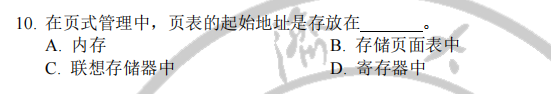 10. 在页式管理中，页表的起始地址是存放在______。
A. 内存 B. 存储页面表中
C. 联想存储器中 D. 寄存器中